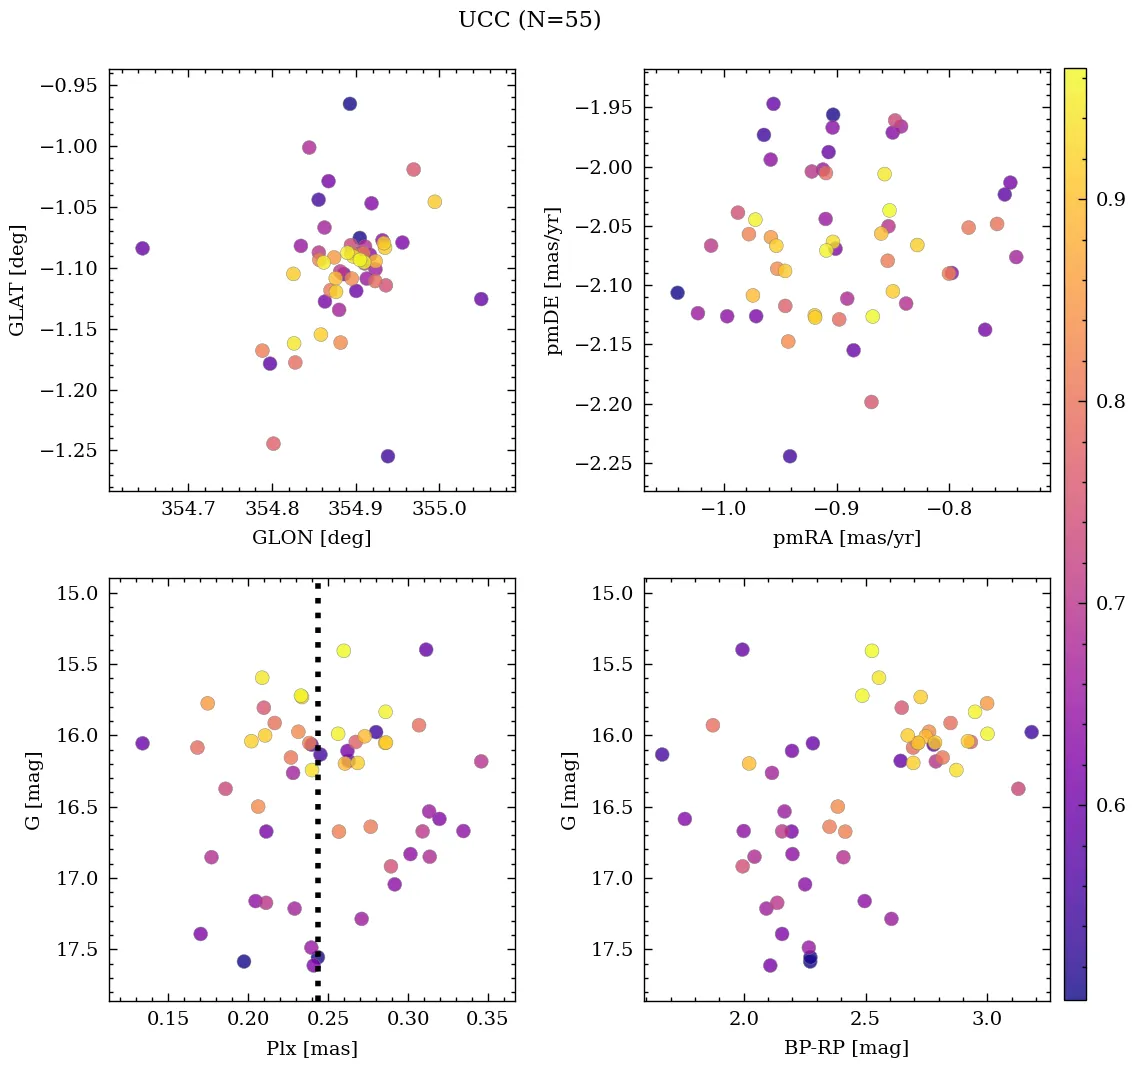 UCC (N=55)
−0.95
−1.00
−1.05
−1.10
−1.15
−1.20
−1.25
GLAT [deg]
354.7 354.8 354.9 355.0
GLON [deg]
−1.95
−2.00
−2.05
−2.10
−2.15
−2.20
−2.25
pmDE [mas/yr]
−1.0 −0.9 −0.8
pmRA [mas/yr]
0.9
0.8
0.7
0.6
15.0
15.5
16.0
16.5
17.0
17.5
G [mag]
0.15 0.20 0.25 0.30 0.35
Plx [mas]
15.0
15.5
16.0
16.5
17.0
17.5
G [mag]
2.0 2.5 3.0
BP-RP [mag]